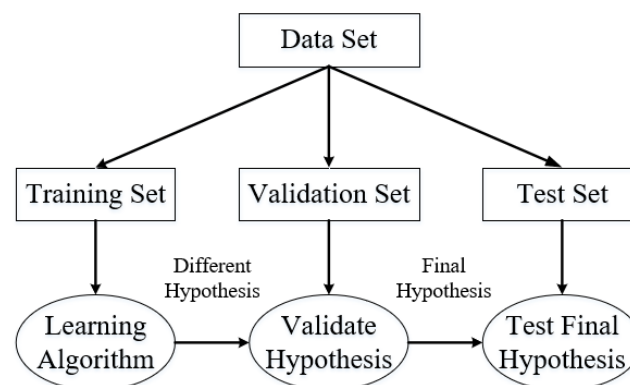 Data Set
Training Set
Validation Set
Test Set
Different
Hypothesis
Final
Hypothesis
Learning
Algorithm
Validate
Hypothesis
Test Final
Hypothesis